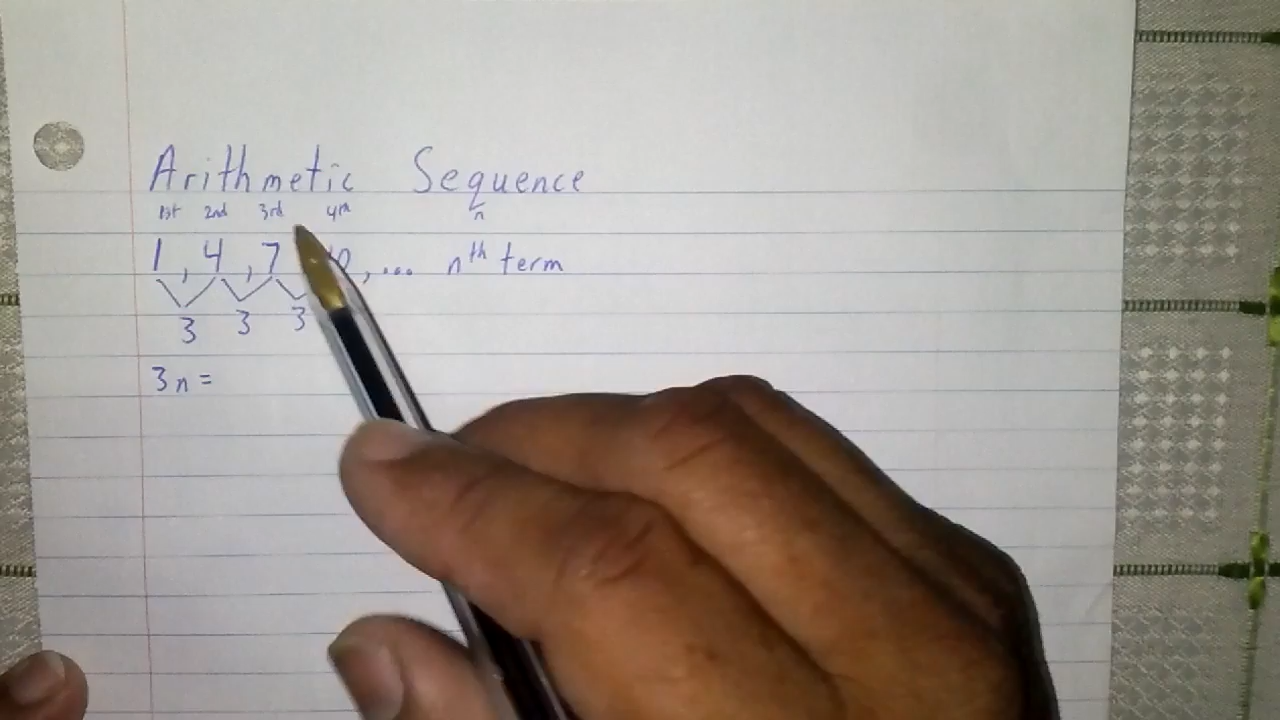 Arithmetic Sequence
1st 2nd 3rd 4th n
1, 4, 7 , ... nth term
3 3 3
3n =